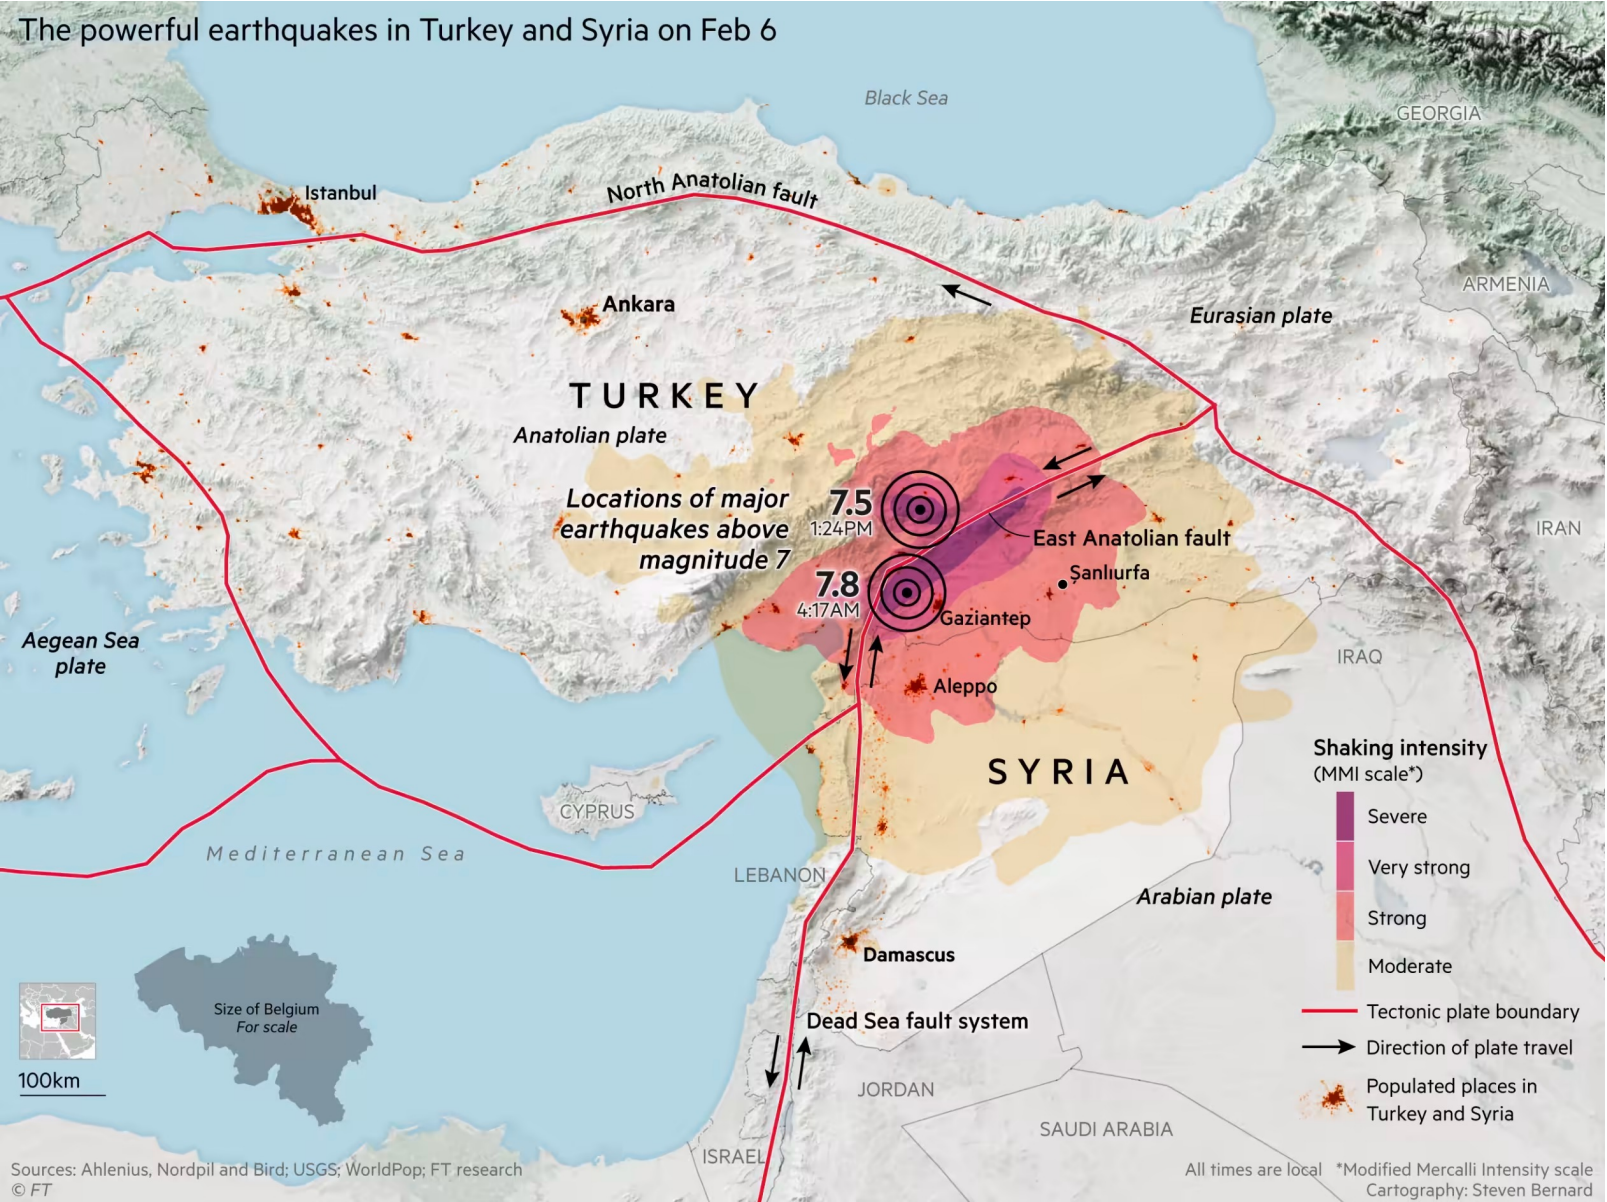 The powerful earthquakes in Turkey and Syria on Feb 6
Black Sea
GEORGIA
Istanbul
North Anatolian fault
ARMENIA
Ankara
Eurasian plate
TURKEY
Anatolian plate
Locations of major
earthquakes above
magnitude 7
7.5
1:24PM
East Anatolian fault
IRAN
7.8
4:17AM
Şanlıurfa
Gaziantep
Aegean Sea
plate
IRAQ
Aleppo
SYRIA
CYPRUS
Mediterranean Sea
LEBANON
Arabian plate
Damascus
Dead Sea fault system
JORDAN
SAUDI ARABIA
ISRAEL
Shaking intensity
(MMI scale*)
Severe
Very strong
Strong
Moderate
Tectonic plate boundary
Direction of plate travel
Populated places in
Turkey and Syria
Size of Belgium
For scale
100km
Sources: Ahlenius, Nordpil and Bird; USGS; WorldPop; FT research
© FT
All times are local *Modified Mercalli Intensity scale
Cartography: Steven Bernard